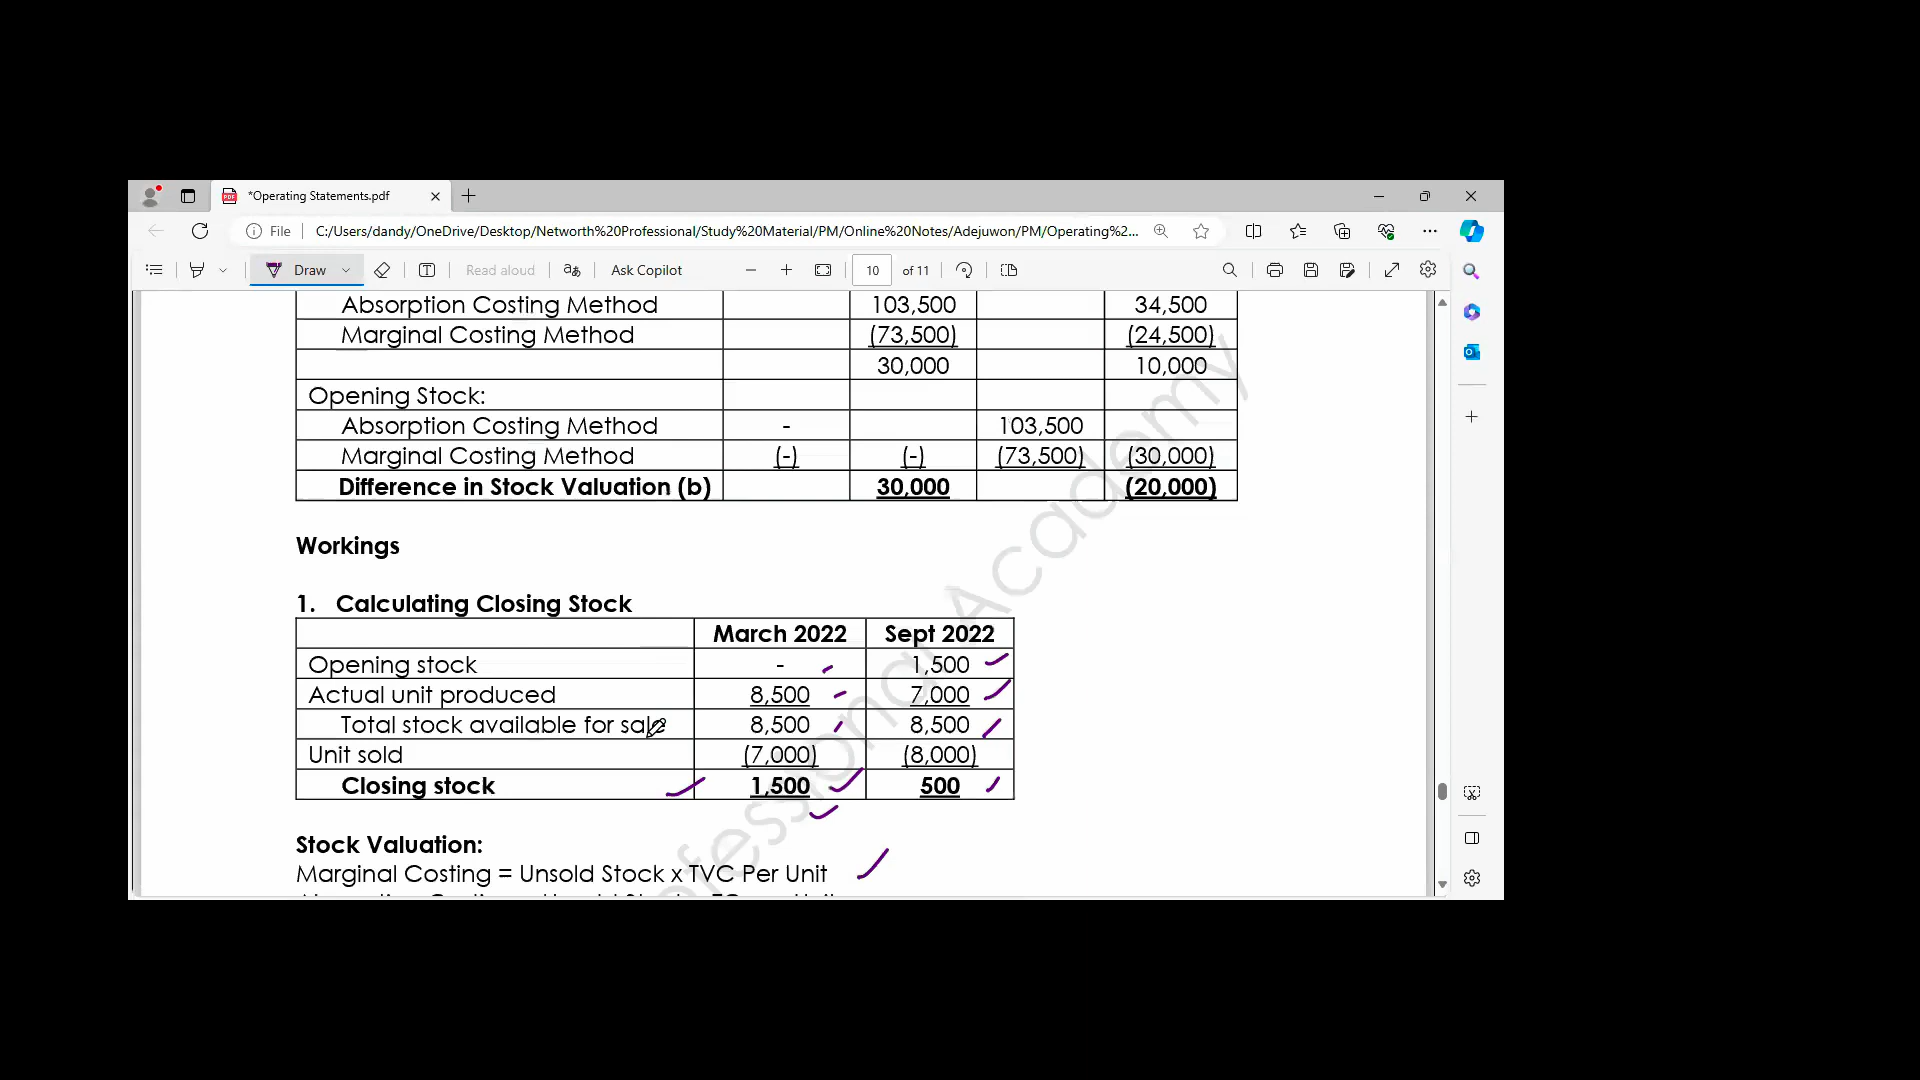 *Operating Statements.pdf
File
C:/Users/dandy/OneDrive/Desktop/Networth%20Professional/Study%20Material/PM/Online%20Notes/Adejuwon/PM/Operating%2...
Draw
Read aloud
Ask Copilot
10 of 11
Absorption Costing Method 103,500 34,500
Marginal Costing Method (73,500) (24,500)
30,000 10,000
Opening Stock:
Absorption Costing Method - 103,500
Marginal Costing Method (-) (-) (73,500) (30,000)
Difference in Stock Valuation (b) 30,000 (20,000)
Workings
1. Calculating Closing Stock
March 2022 Sept 2022
Opening stock - 1,500
Actual unit produced 8,500 7,000
Total stock available for sale 8,500 8,500
Unit sold (7,000) (8,000)
Closing stock 1,500 500
Stock Valuation:
Marginal Costing = Unsold Stock x TVC Per Unit